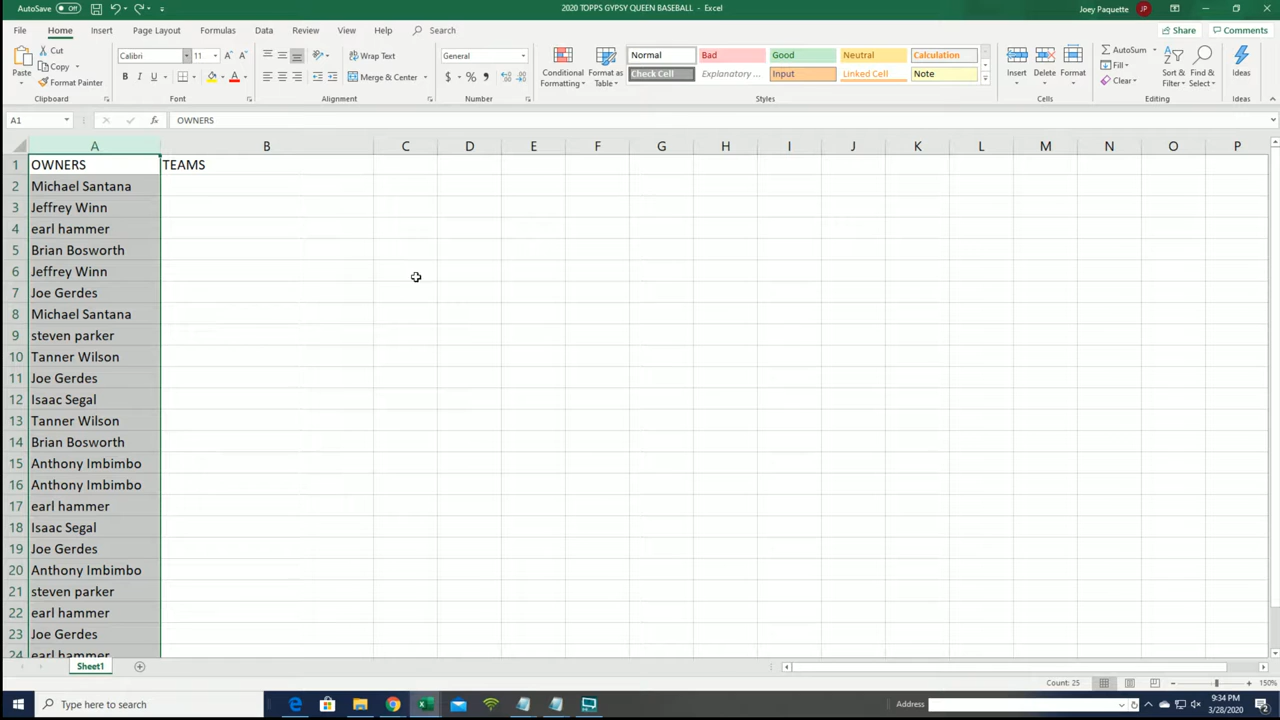 AutoSave Off 2020 TOPPS GYPSY QUEEN BASEBALL - Excel Joey Paquette JP
File Home Insert Page Layout Formulas Data Review View Help Search Share Comments
Paste Cut Copy Format Painter Clipboard
Calibri 11 B I U A A A Font
Wrap Text Merge & Center Alignment
General $ % , Number
Conditional Formatting Format as Table
Normal Bad Good Neutral Calculation
Check Cell Explanatory ... Input Linked Cell Note
Styles
Insert Delete Format Cells
AutoSum Fill Clear Sort & Filter Find & Select Editing
Ideas Ideas
A1 fx OWNERS
A B C D E F G H I J K L M N O P
1 OWNERS TEAMS
2 Michael Santana
3 Jeffrey Winn
4 earl hammer
5 Brian Bosworth
6 Jeffrey Winn
7 Joe Gerdes
8 Michael Santana
9 steven parker
10 Tanner Wilson
11 Joe Gerdes
12 Isaac Segal
13 Tanner Wilson
14 Brian Bosworth
15 Anthony Imbimbo
16 Anthony Imbimbo
17 earl hammer
18 Isaac Segal
19 Joe Gerdes
20 Anthony Imbimbo
21 steven parker
22 earl hammer
23 Joe Gerdes
24 earl hammer
Sheet1
Count: 25 150%
Type here to search Address 9:34 PM
3/28/2020